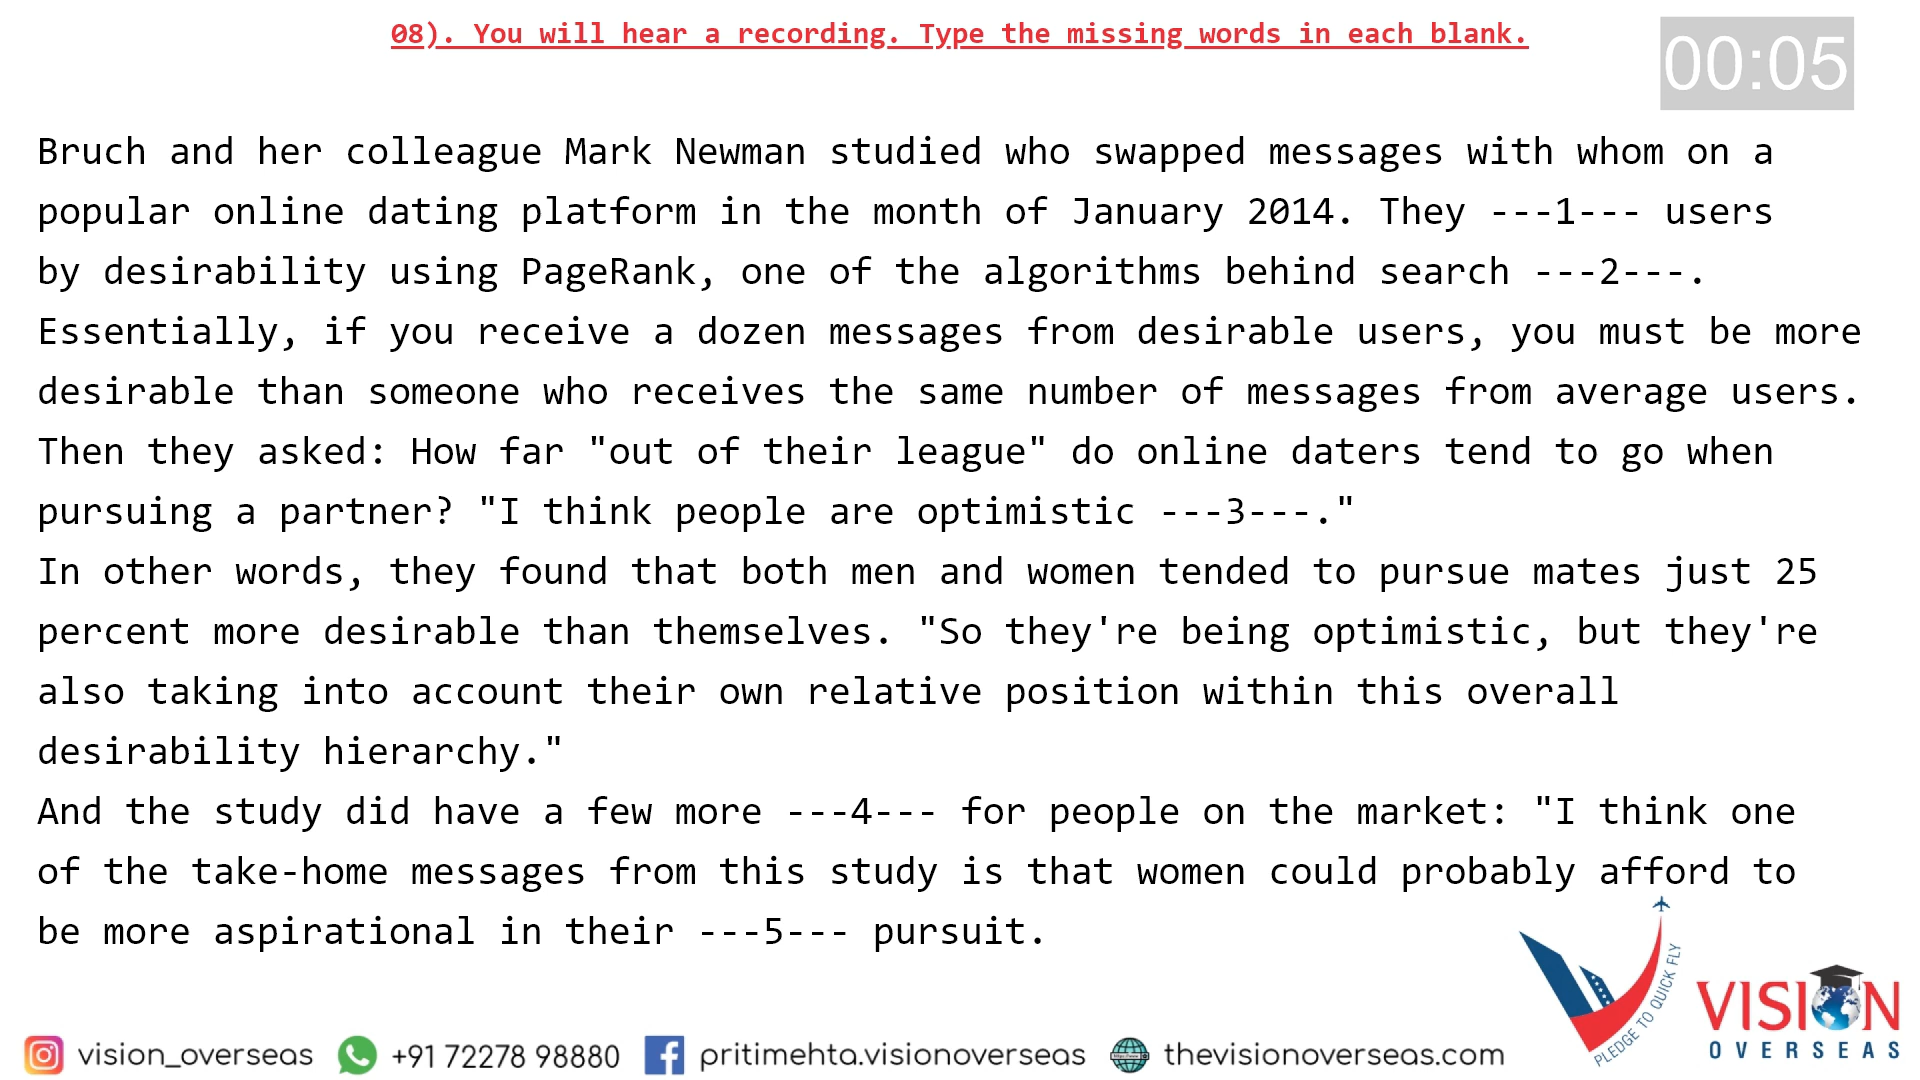 08). You will hear a recording. Type the missing words in each blank.
00:05
Bruch and her colleague Mark Newman studied who swapped messages with whom on a
popular online dating platform in the month of January 2014. They ---1--- users
by desirability using PageRank, one of the algorithms behind search ---2---.
Essentially, if you receive a dozen messages from desirable users, you must be more
desirable than someone who receives the same number of messages from average users.
Then they asked: How far "out of their league" do online daters tend to go when
pursuing a partner? "I think people are optimistic ---3---."
In other words, they found that both men and women tended to pursue mates just 25
percent more desirable than themselves. "So they're being optimistic, but they're
also taking into account their own relative position within this overall
desirability hierarchy."
And the study did have a few more ---4--- for people on the market: "I think one
of the take-home messages from this study is that women could probably afford to
be more aspirational in their ---5--- pursuit.
PLEDGE TO QUICK FLY
VISION
OVERSEAS
vision_overseas
+91 72278 98880
pritimehta.visionoverseas
thevisionoverseas.com